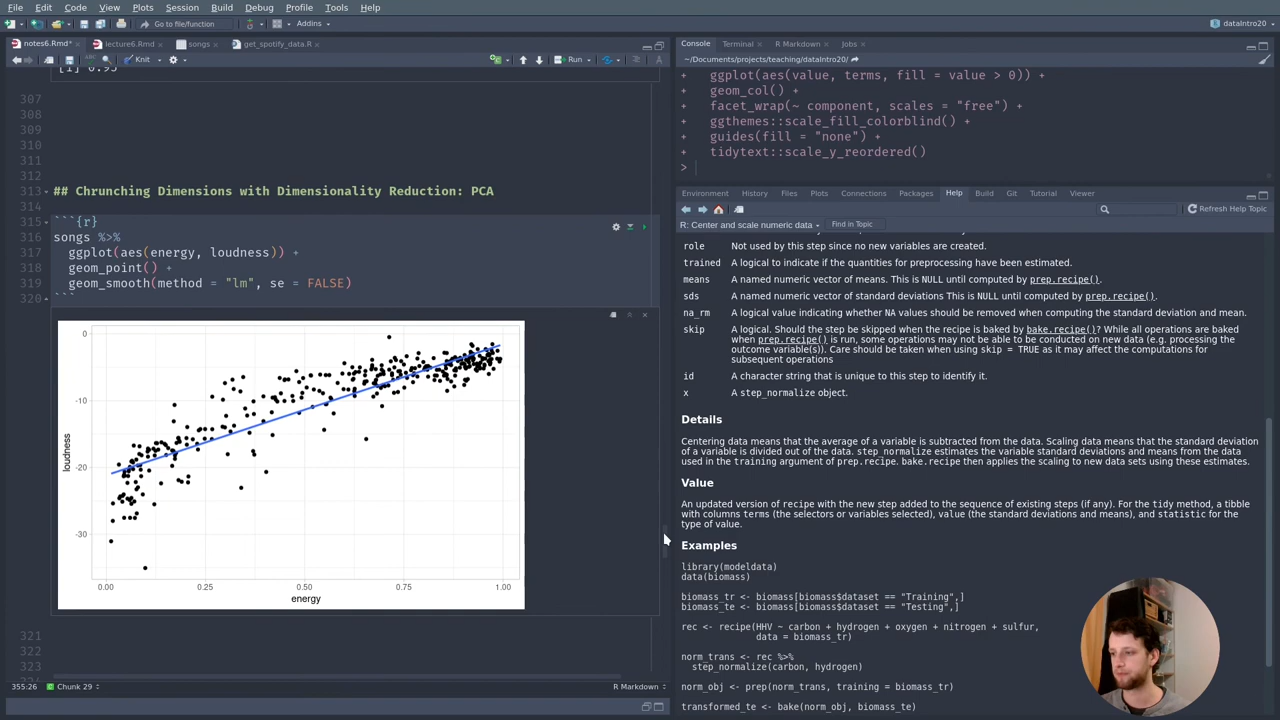 File Edit Code View Plots Session Build Debug Profile Tools Help
Go to file/function
Addins
dataIntro20
notes6.Rmd*
lecture6.Rmd
songs
get_spotify_data.R
Knit
Run
[1] 0.95
307
308
309
310
311
312
313
## Chrunching Dimensions with Dimensionality Reduction: PCA
314
315 ```{r}
316 songs %>%
317 ggplot(aes(energy, loudness)) +
318 geom_point() +
319 geom_smooth(method = "lm", se = FALSE)
320 ```
0
-10
-20
-30
loudness
0.00 0.25 0.50 0.75 1.00
energy
321
322
323
355:26
Chunk 29
R Markdown
Console Terminal R Markdown Jobs
~/Documents/projects/teaching/dataIntro20/
+ ggplot(aes(value, terms, fill = value > 0)) +
+ geom_col() +
+ facet_wrap(~ component, scales = "free") +
+ ggthemes::scale_fill_colorblind() +
+ guides(fill = "none") +
+ tidytext::scale_y_reordered()
>
Environment History Files Plots Connections Packages Help Build Git Tutorial Viewer
Refresh Help Topic
R: Center and scale numeric data
Find in Topic
role Not used by this step since no new variables are created.
trained A logical to indicate if the quantities for preprocessing have been estimated.
means A named numeric vector of means. This is NULL until computed by prep.recipe().
sds A named numeric vector of standard deviations This is NULL until computed by prep.recipe().
na_rm A logical value indicating whether NA values should be removed when computing the standard deviation and mean.
skip A logical. Should the step be skipped when the recipe is baked by bake.recipe()? While all operations are baked
when prep.recipe() is run, some operations may not be able to be conducted on new data (e.g. processing the
outcome variable(s)). Care should be taken when using skip = TRUE as it may affect the computations for
subsequent operations
id A character string that is unique to this step to identify it.
x A step_normalize object.
Details
Centering data means that the average of a variable is subtracted from the data. Scaling data means that the standard deviation
of a variable is divided out of the data. step_normalize estimates the variable standard deviations and means from the data
used in the training argument of prep.recipe. bake.recipe then applies the scaling to new data sets using these estimates.
Value
An updated version of recipe with the new step added to the sequence of existing steps (if any). For the tidy method, a tibble
with columns terms (the selectors or variables selected), value (the standard deviations and means), and statistic for the
type of value.
Examples
library(modeldata)
data(biomass)
biomass_tr <- biomass[biomass$dataset == "Training",]
biomass_te <- biomass[biomass$dataset == "Testing",]
rec <- recipe(HHV ~ carbon + hydrogen + oxygen + nitrogen + sulfur,
data = biomass_tr)
norm_trans <- rec %>%
step_normalize(carbon, hydrogen)
norm_obj <- prep(norm_trans, training = biomass_tr)
transformed_te <- bake(norm_obj, biomass_te)